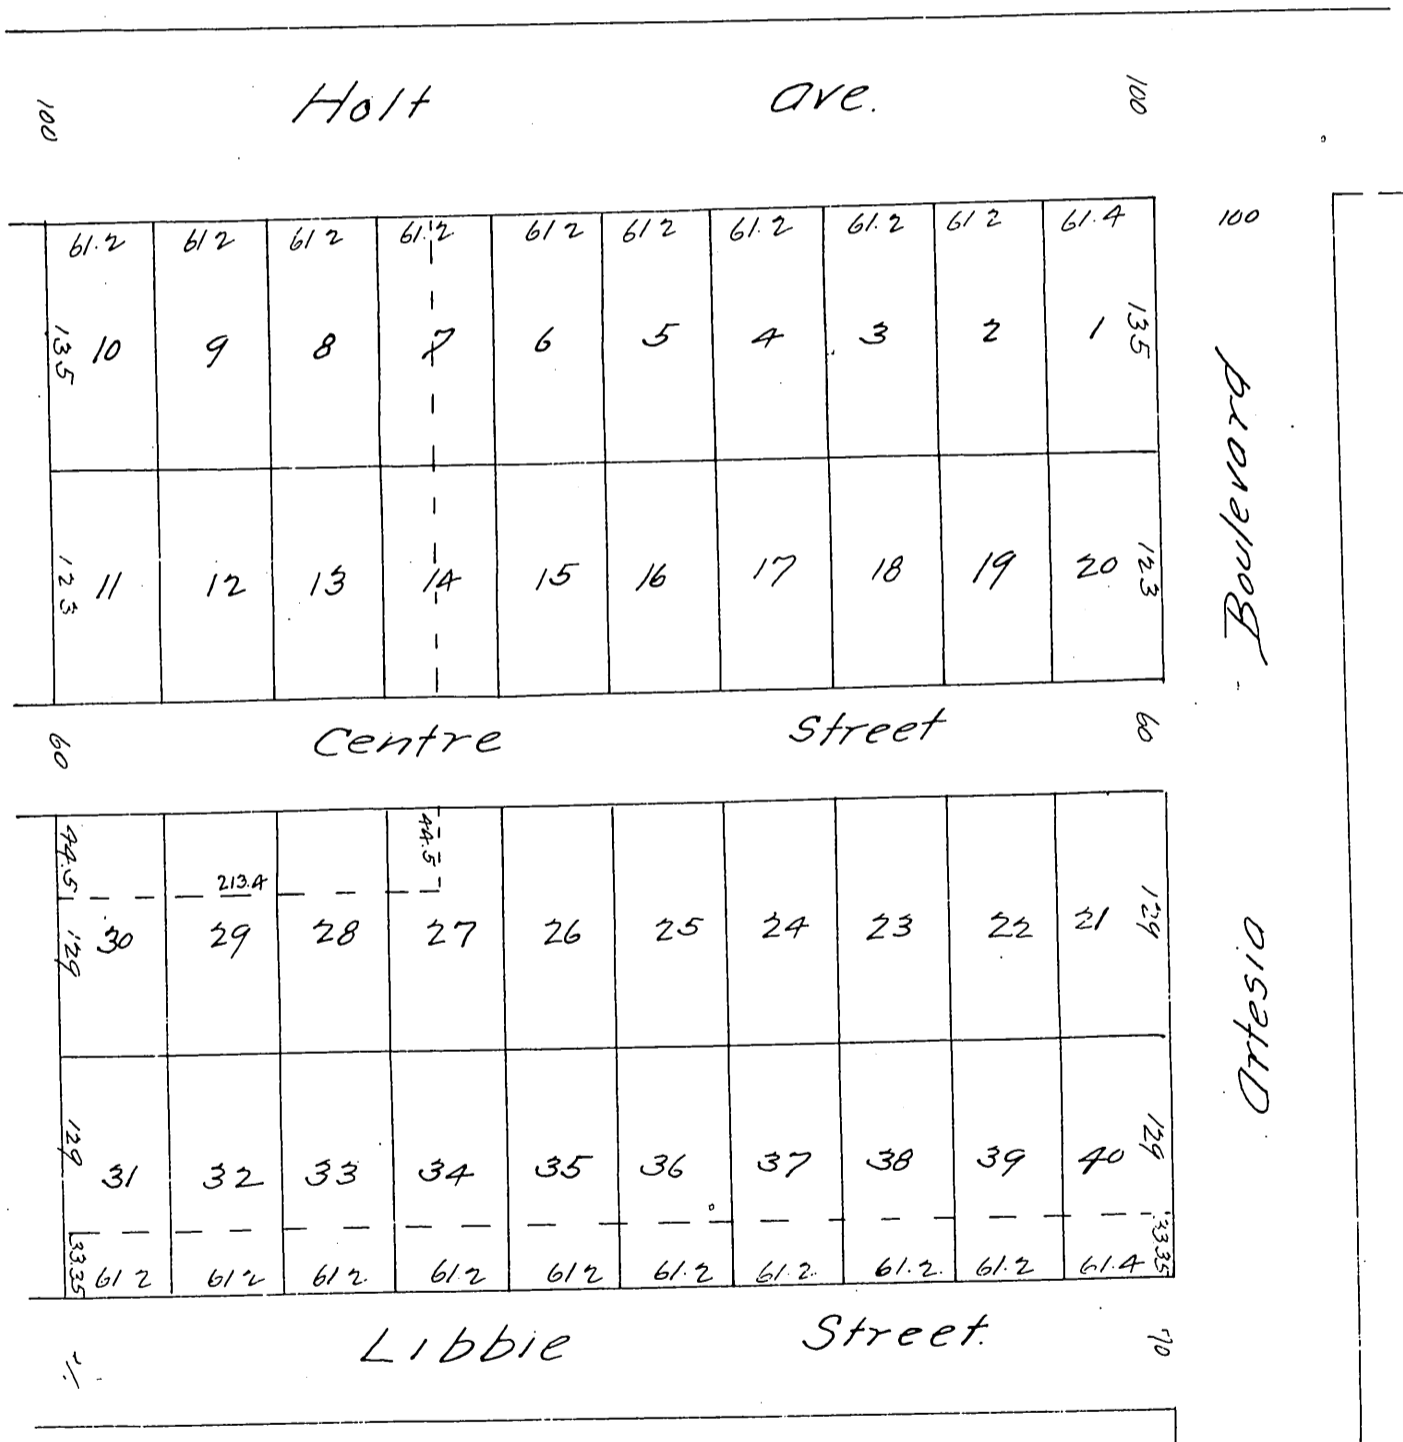 Holt ave.
100 100
61.2 61 2 61 2 61.2 61 2 61 2 61.2 61.2 61 2 61.4 100
135 10 9 8 7 6 5 4 3 2 1 135
123 11 12 13 14 15 16 17 18 19 20 123
Boulevard
60 Centre Street 60
44.5 213.4 44.5
129 30 29 28 27 26 25 24 23 22 21 129
Artesia
129 31 32 33 34 35 36 37 38 39 40 129
33.35 61 2 61 2 61 2. 61.2 61 2 61.2 61.2. 61.2. 61.2 61.4 33.35
Libbie Street. 70